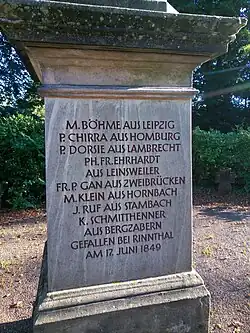 M. BÖHME AUS LEIPZIG
P. CHIRRA AUS HOMBURG
P. DORSIE AUS LAMBRECHT
PH. FR. EHRHARDT
AUS LEINSWEILER
FR. P. GAN AUS ZWEIBRÜCKEN
M. KLEIN AUS HORNBACH
J. RUF AUS STAMBACH
K. SCHMITTHENNER
AUS BERGZABERN
GEFALLEN BEI RINNTHAL
AM 17. JUNI 1849